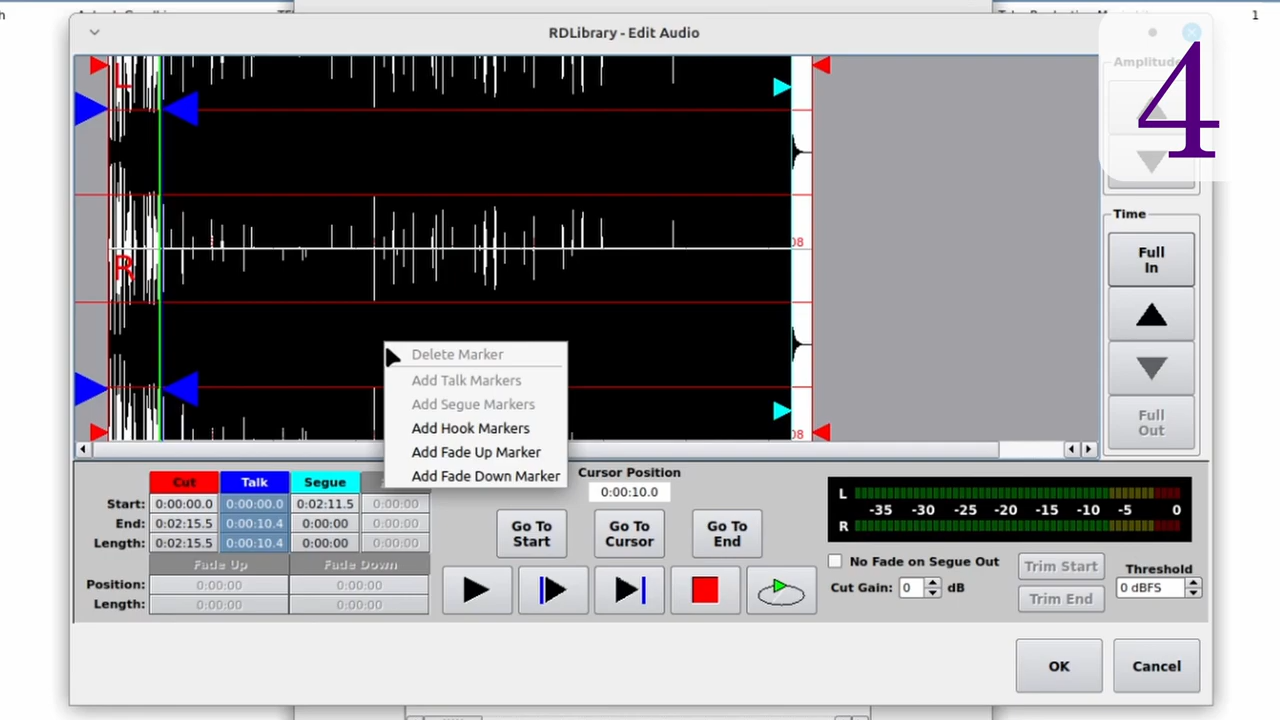 h
1
RDLibrary - Edit Audio
4
Amplitude
L
R
08
08
Time
Full
In
Full
Out
Delete Marker
Add Talk Markers
Add Segue Markers
Add Hook Markers
Add Fade Up Marker
Add Fade Down Marker
Cut Talk Segue
Start: 0:00:00.0 0:00:00.0 0:02:11.5 0:00:00
End: 0:02:15.5 0:00:10.4 0:00:00 0:00:00
Length: 0:02:15.5 0:00:10.4 0:00:00 0:00:00
Fade Up Fade Down
Position: 0:00:00 0:00:00
Length: 0:00:00 0:00:00
Cursor Position
0:00:10.0
Go To
Start
Go To
Cursor
Go To
End
L
-35 -30 -25 -20 -15 -10 -5 0
R
No Fade on Segue Out
Cut Gain: 0 dB
Trim Start
Trim End
Threshold
0 dBFS
OK
Cancel